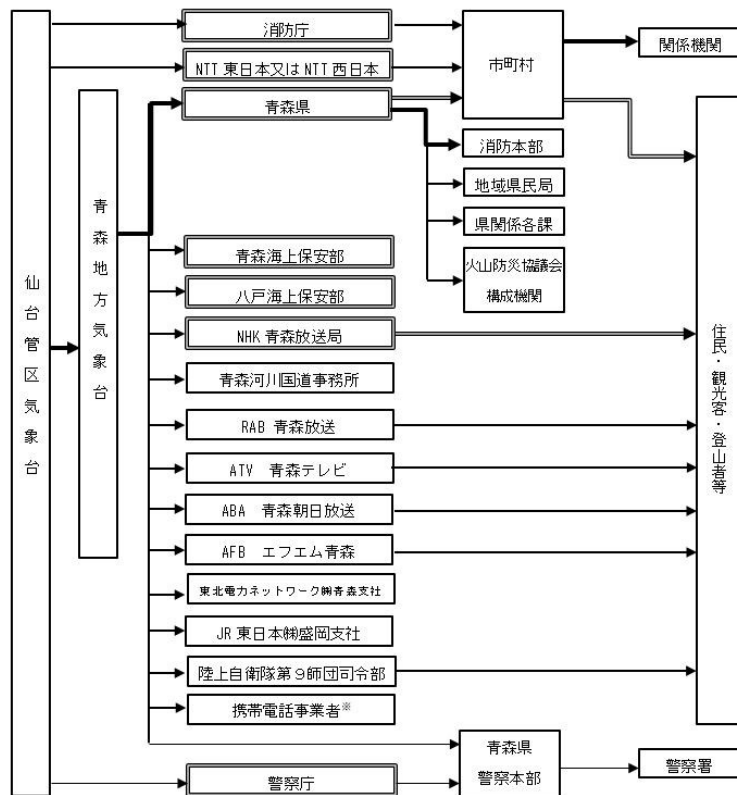 消防庁
NTT 東日本又は NTT 西日本
青森県
市町村
関係機関
消防本部
地域県民局
県関係各課
火山防災協議会
構成機関
仙台管区気象台
青森地方気象台
青森海上保安部
八戸海上保安部
NHK 青森放送局
青森河川国道事務所
RAB 青森放送
ATV 青森テレビ
ABA 青森朝日放送
AFB エフエム青森
東北電力ネットワーク㈱青森支社
JR 東日本㈱盛岡支社
陸上自衛隊第９師団司令部
携帯電話事業者※
警察庁
青森県
警察本部
警察署
住民・観光客・登山者等